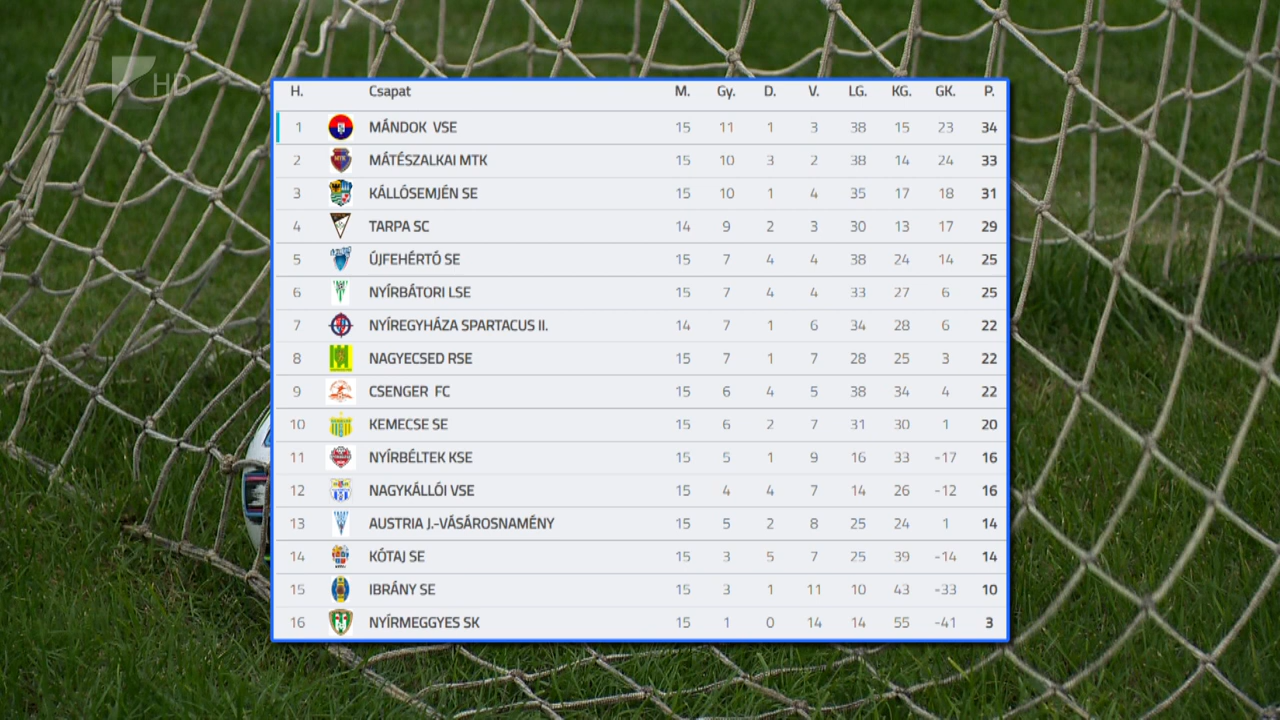 HD
H. Csapat M. Gy. D. V. LG. KG. GK. P.
1 MÁNDOK VSE 15 11 1 3 38 15 23 34
2 MÁTÉSZALKAI MTK 15 10 3 2 38 14 24 33
3 KÁLLÓSEMJÉN SE 15 10 1 4 35 17 18 31
4 TARPA SC 14 9 2 3 30 13 17 29
5 ÚJFEHÉRTÓ SE 15 7 4 4 38 24 14 25
6 NYÍRBÁTORI LSE 15 7 4 4 33 27 6 25
7 NYÍREGYHÁZA SPARTACUS II. 14 7 1 6 34 28 6 22
8 NAGYECSED RSE 15 7 1 7 28 25 3 22
9 CSENGER FC 15 6 4 5 38 34 4 22
10 KEMECSE SE 15 6 2 7 31 30 1 20
11 NYÍRBÉLTEK KSE 15 5 1 9 16 33 -17 16
12 NAGYKÁLLÓI VSE 15 4 4 7 14 26 -12 16
13 AUSTRIA J.-VÁSÁROSNAMÉNY 15 5 2 8 25 24 1 14
14 KÓTAJ SE 15 3 5 7 25 39 -14 14
15 IBRÁNY SE 15 3 1 11 10 43 -33 10
16 NYÍRMEGGYES SK 15 1 0 14 14 55 -41 3